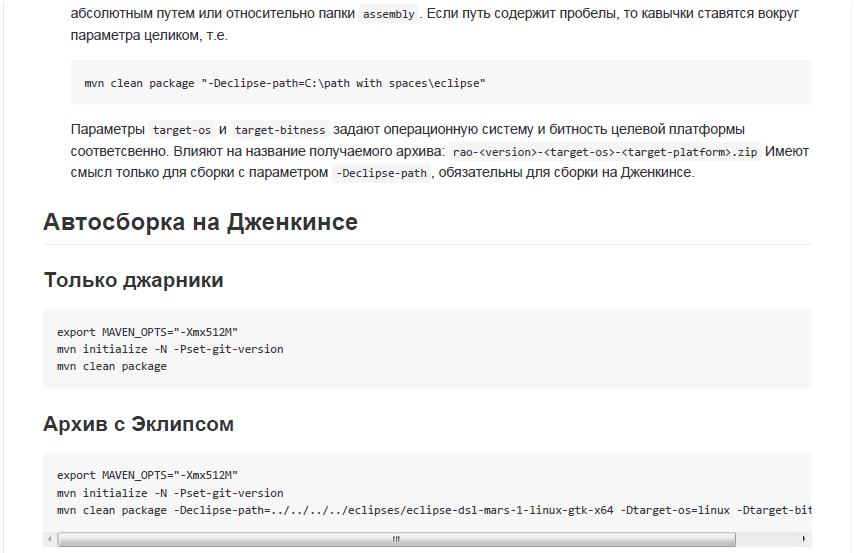 абсолютным путем или относительно папки assembly. Если путь содержит пробелы, то кавычки ставятся вокруг
параметра целиком, т.е.
mvn clean package "-Declipse-path=C:\path with spaces\eclipse"
Параметры target-os и target-bitness задают операционную систему и битность целевой платформы
соответсвенно. Влияют на название получаемого архива: rao-<version>-<target-os>-<target-platform>.zip Имеют
смысл только для сборки с параметром -Declipse-path, обязательны для сборки на Дженкинсе.
Автосборка на Дженкинсе
Только джарники
export MAVEN_OPTS="-Xmx512M"
mvn initialize -N -Pset-git-version
mvn clean package
Архив с Эклипсом
export MAVEN_OPTS="-Xmx512M"
mvn initialize -N -Pset-git-version
mvn clean package -Declipse-path=../../../../eclipses/eclipse-dsl-mars-1-linux-gtk-x64 -Dtarget-os=linux -Dtarget-bit